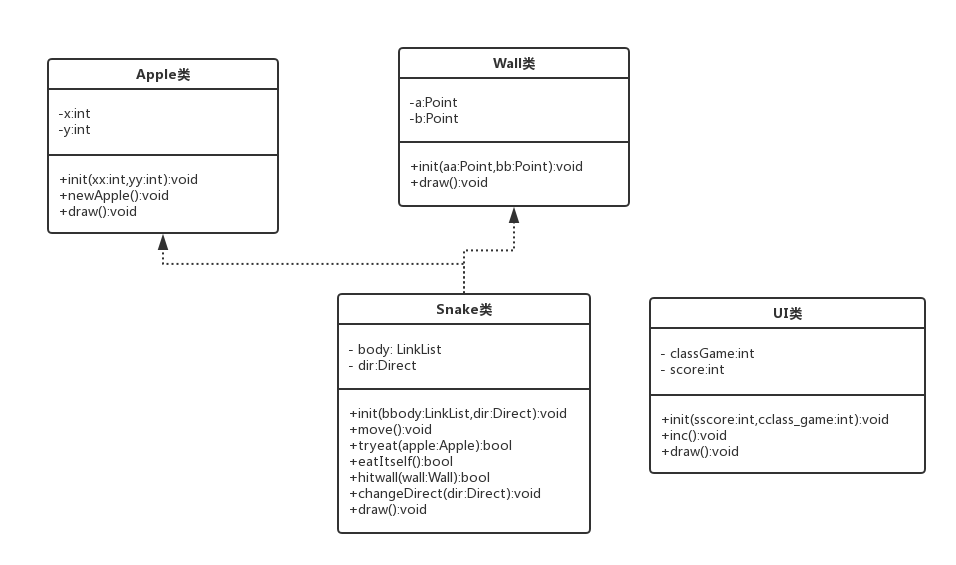 Apple类
-x:int
-y:int
+init(xx:int,yy:int):void
+newApple():void
+draw():void
Wall类
-a:Point
-b:Point
+init(aa:Point,bb:Point):void
+draw():void
Snake类
- body: LinkList
- dir:Direct
+init(bbody:LinkList,dir:Direct):void
+move():void
+tryeat(apple:Apple):bool
+eatItself():bool
+hitwall(wall:Wall):bool
+changeDirect(dir:Direct):void
+draw():void
UI类
- classGame:int
- score:int
+init(sscore:int,cclass_game:int):void
+inc():void
+draw():void